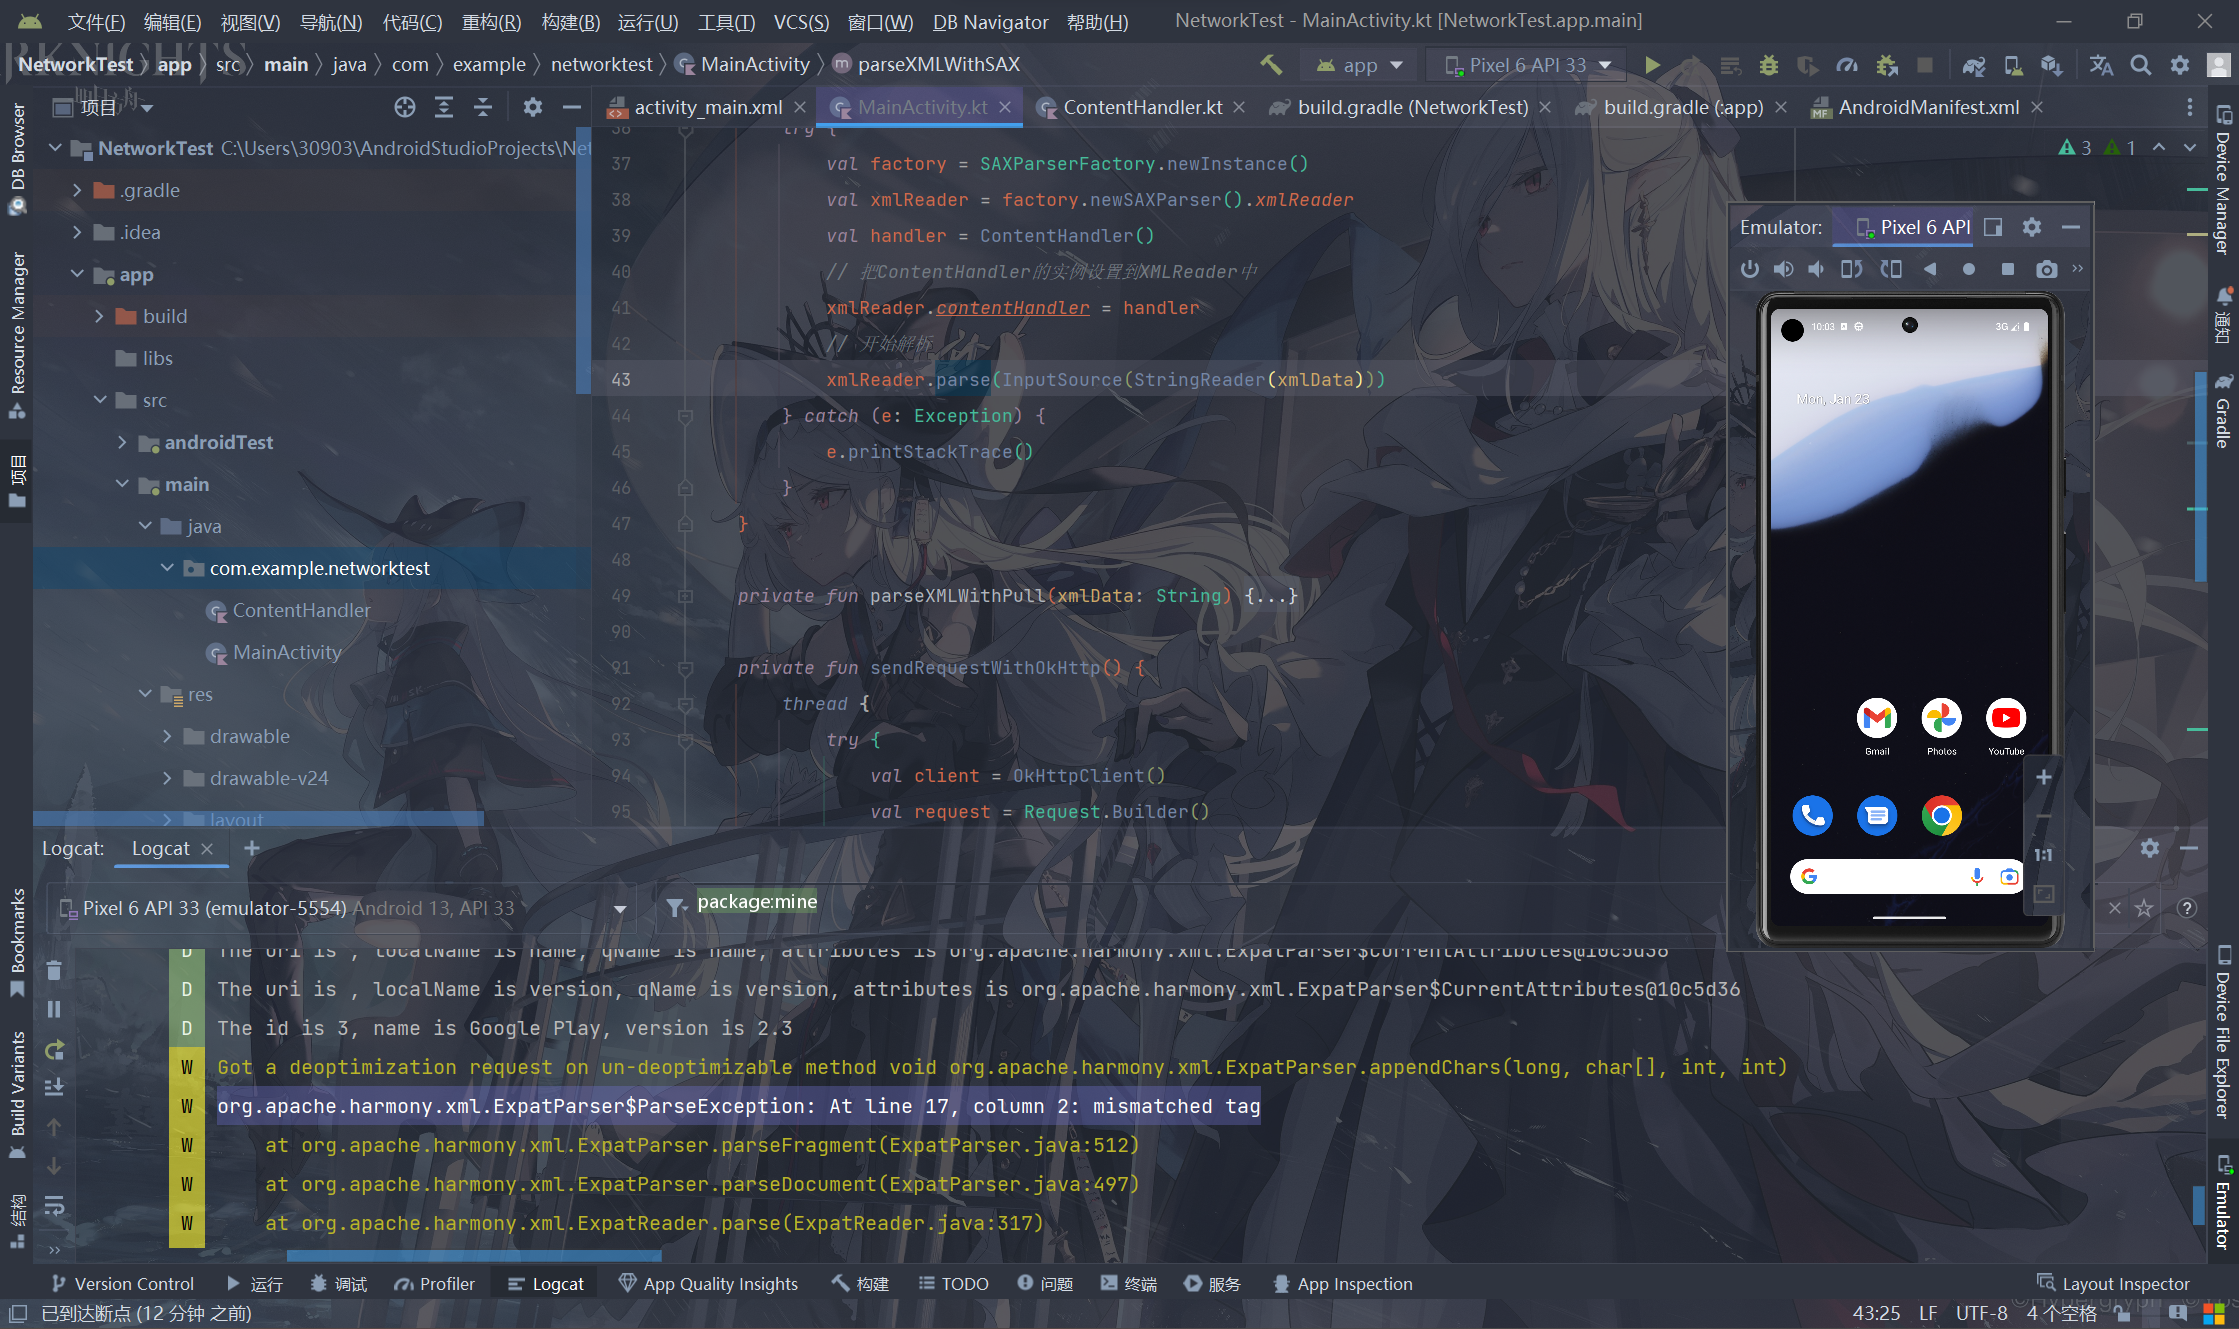 文件(F) 编辑(E) 视图(V) 导航(N) 代码(C) 重构(R) 构建(B) 运行(U) 工具(T) VCS(S) 窗口(W) DB Navigator 帮助(H) NetworkTest - MainActivity.kt [NetworkTest.app.main]
NetworkTest app src main java com example networktest MainActivity parseXMLWithSAX app Pixel 6 API 33
项目
activity_main.xml MainActivity.kt ContentHandler.kt build.gradle (NetworkTest) build.gradle (:app) AndroidManifest.xml
DB Browser
Resource Manager
项目
Bookmarks
Build Variants
结构
NetworkTest C:\Users\30903\AndroidStudioProjects\Net
.gradle
.idea
app
build
libs
src
androidTest
main
java
com.example.networktest
ContentHandler
MainActivity
res
drawable
drawable-v24
layout
3 1
36 try {
37 val factory = SAXParserFactory.newInstance()
38 val xmlReader = factory.newSAXParser().xmlReader
39 val handler = ContentHandler()
40 // 把ContentHandler的实例设置到XMLReader中
41 xmlReader.contentHandler = handler
42 // 开始解析
43 xmlReader.parse(InputSource(StringReader(xmlData)))
44 } catch (e: Exception) {
45 e.printStackTrace()
46 }
47 }
48
49 private fun parseXMLWithPull(xmlData: String) {...}
90
91 private fun sendRequestWithOkHttp() {
92 thread {
93 try {
94 val client = OkHttpClient()
95 val request = Request.Builder()
Emulator: Pixel 6 API
10:03 3G
Mon, Jan 23
Gmail Photos YouTube
1:1
Device Manager
通知
Gradle
Device File Explorer
Emulator
Logcat: Logcat
Pixel 6 API 33 (emulator-5554) Android 13, API 33 package:mine
D The uri is , localName is name, qName is name, attributes is org.apache.harmony.xml.ExpatParser$CurrentAttributes@10c5d36
D The uri is , localName is version, qName is version, attributes is org.apache.harmony.xml.ExpatParser$CurrentAttributes@10c5d36
D The id is 3, name is Google Play, version is 2.3
W Got a deoptimization request on un-deoptimizable method void org.apache.harmony.xml.ExpatParser.appendChars(long, char[], int, int)
W org.apache.harmony.xml.ExpatParser$ParseException: At line 17, column 2: mismatched tag
W at org.apache.harmony.xml.ExpatParser.parseFragment(ExpatParser.java:512)
W at org.apache.harmony.xml.ExpatParser.parseDocument(ExpatParser.java:497)
W at org.apache.harmony.xml.ExpatReader.parse(ExpatReader.java:317)
Version Control 运行 调试 Profiler Logcat App Quality Insights 构建 TODO 问题 终端 服务 App Inspection Layout Inspector
已到达断点 (12 分钟 之前) 43:25 LF UTF-8 4 个空格